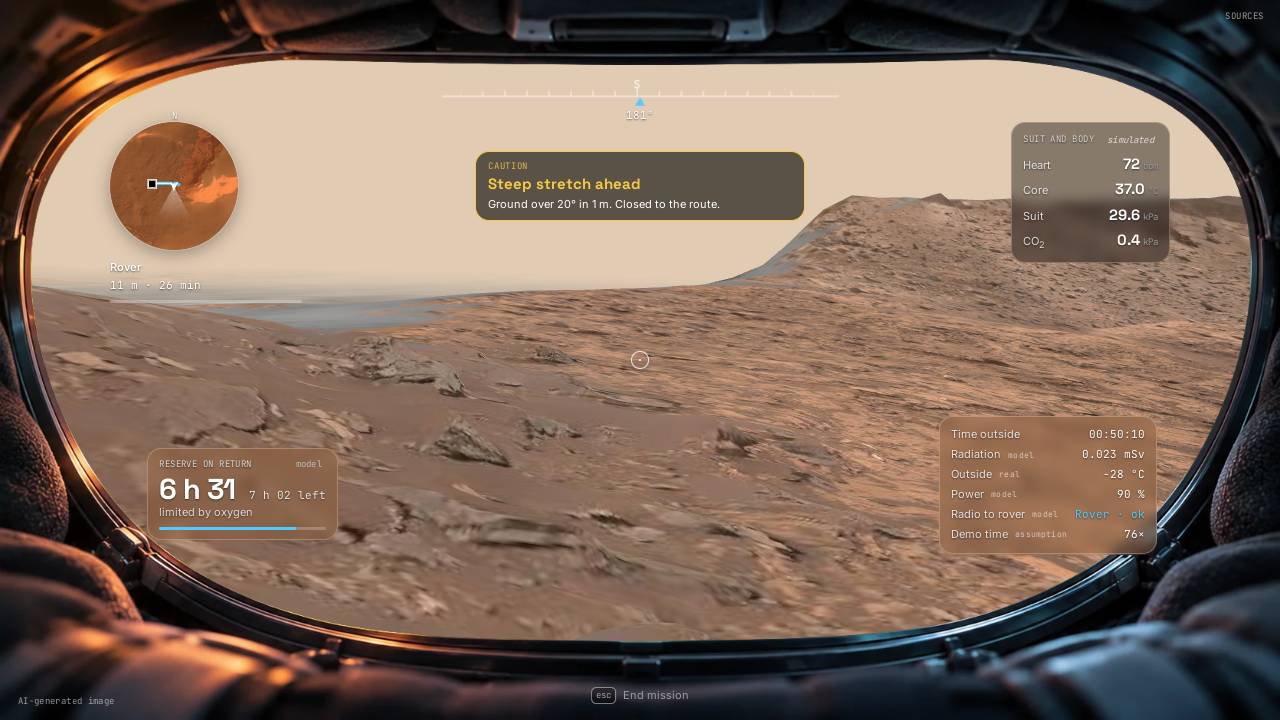 SOURCES
S
181°
N
CAUTION
Steep stretch ahead
Ground over 20° in 1 m. Closed to the route.
SUIT AND BODY simulated
Heart 72 bpm
Core 37.0 °C
Suit 29.6 kPa
CO2 0.4 kPa
Rover
11 m · 26 min
RESERVE ON RETURN model
6 h 31 7 h 02 left
limited by oxygen
Time outside 00:50:10
Radiation model 0.023 mSv
Outside real -28 °C
Power model 90 %
Radio to rover model Rover · ok
Demo time assumption 76×
esc End mission
AI-generated image